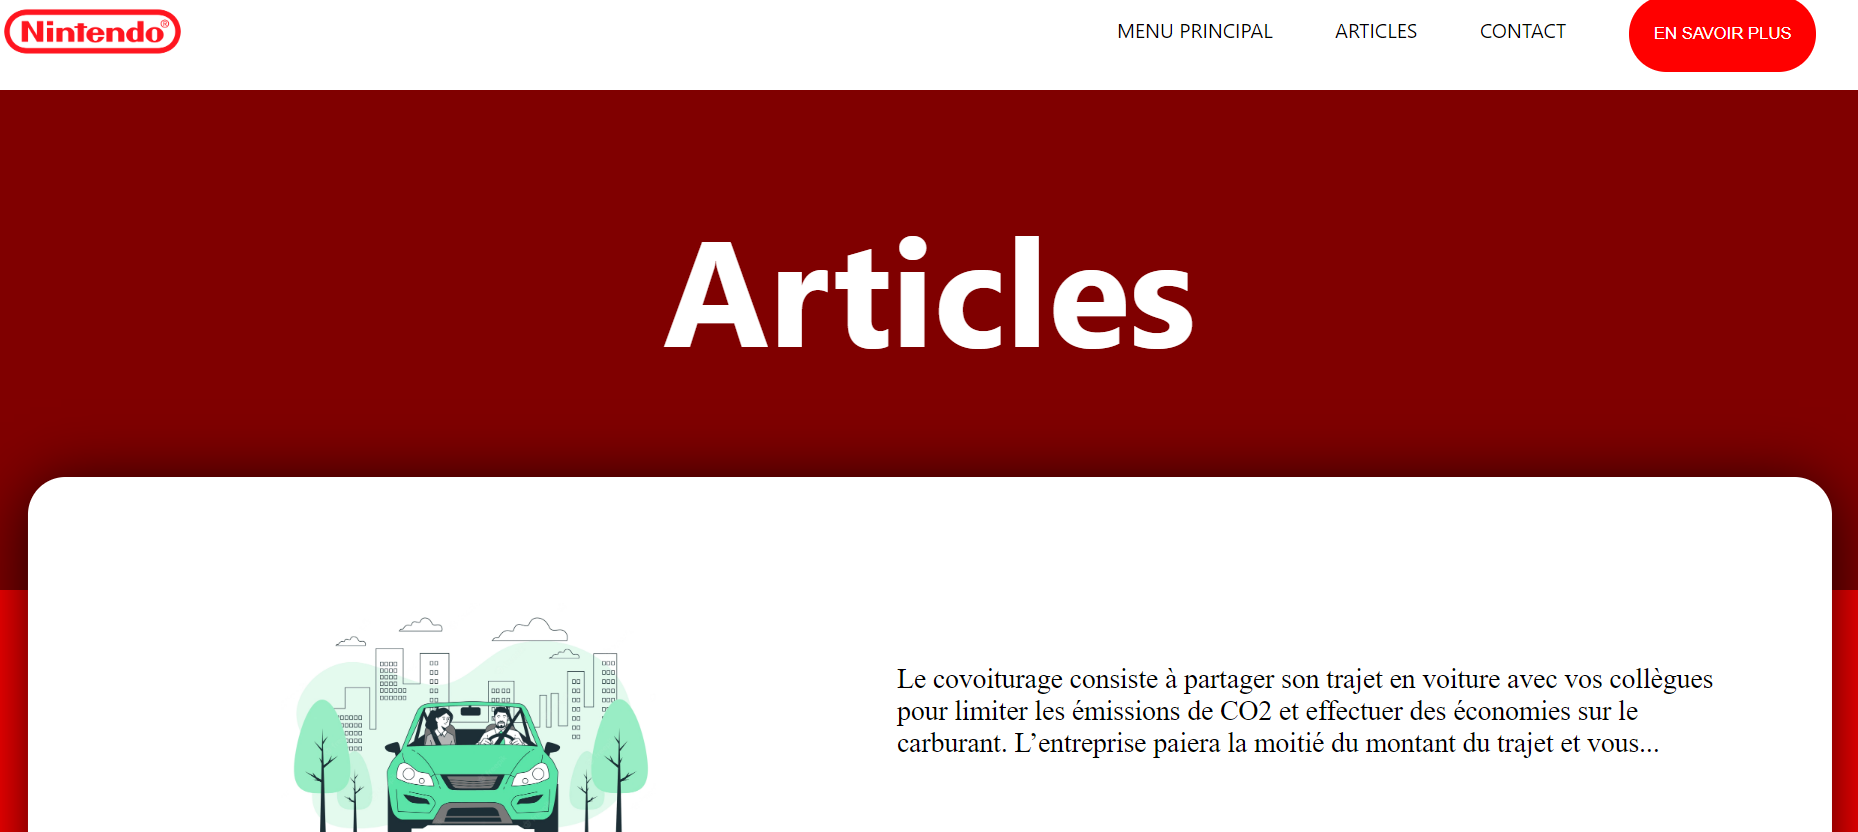 Nintendo®
MENU PRINCIPAL
ARTICLES
CONTACT
EN SAVOIR PLUS
Articles
Le covoiturage consiste à partager son trajet en voiture avec vos collègues
pour limiter les émissions de CO2 et effectuer des économies sur le
carburant. L’entreprise paiera la moitié du montant du trajet et vous...